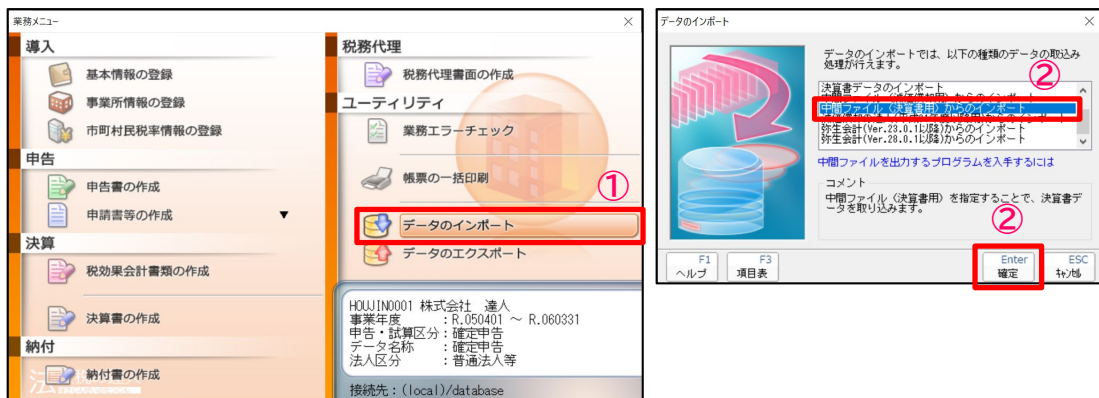 業務メニュー
導入
基本情報の登録
事業所情報の登録
市町村民税率情報の登録
申告
申告書の作成
申請書等の作成 ▼
決算
税効果会計書類の作成
決算書の作成
納付
納付書の作成
税務代理
税務代理書面の作成
ユーティリティ
業務エラーチェック
帳票の一括印刷
①
データのインポート
データのエクスポート
HOUJIN0001 株式会社 達人
事業年度 :R.050401 ~ R.060331
申告・試算区分:確定申告
データ名称 :確定申告
法人区分 :普通法人等
接続先:(local)/database
データのインポート
データのインポートでは、以下の種類のデータの取込み
処理が行えます。
②
決算書データのインポート
中間ファイル(決算書用)からのインポート
弥生会計(Ver.23.0.1以降)からのインポート
弥生会計(Ver.28.0.1以降)からのインポート
中間ファイルを出力するプログラムを入手するには
コメント
中間ファイル(決算書用)を指定することで、決算書デ
ータを取り込みます。
②
F1
ヘルプ
F3
項目表
Enter
確定
ESC
キャンセル